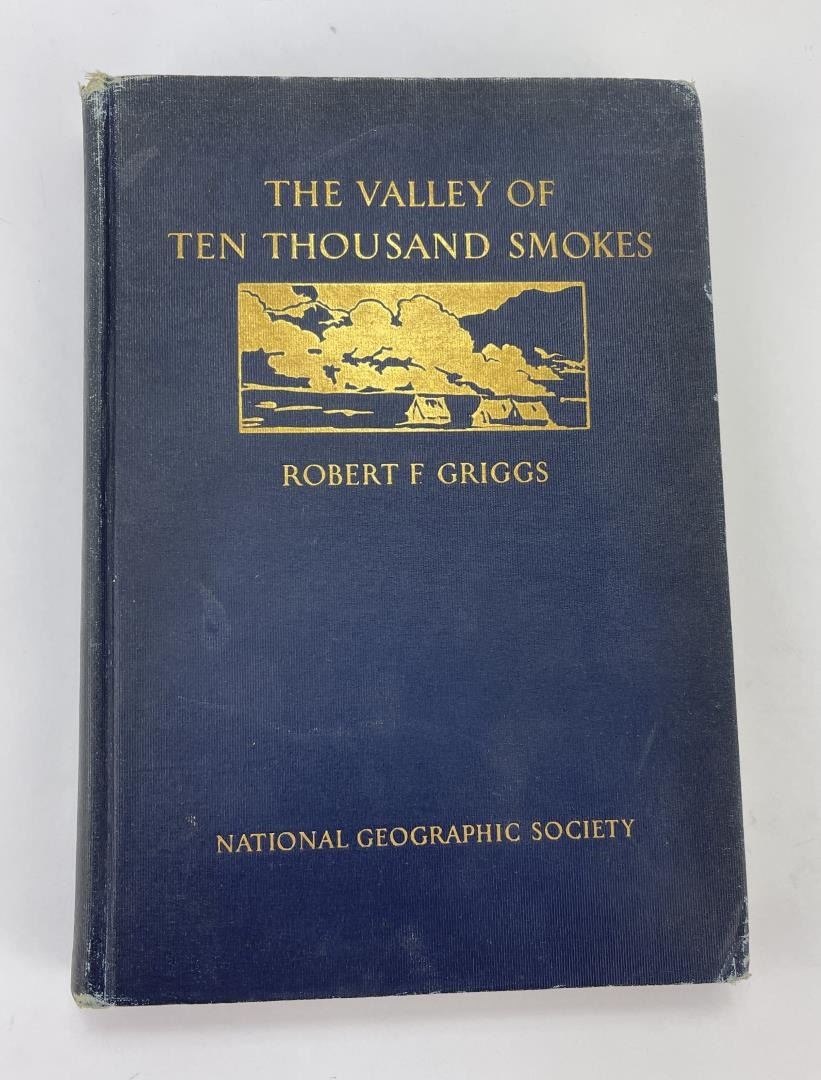 THE VALLEY OF
TEN THOUSAND SMOKES
ROBERT F. GRIGGS
NATIONAL GEOGRAPHIC SOCIETY